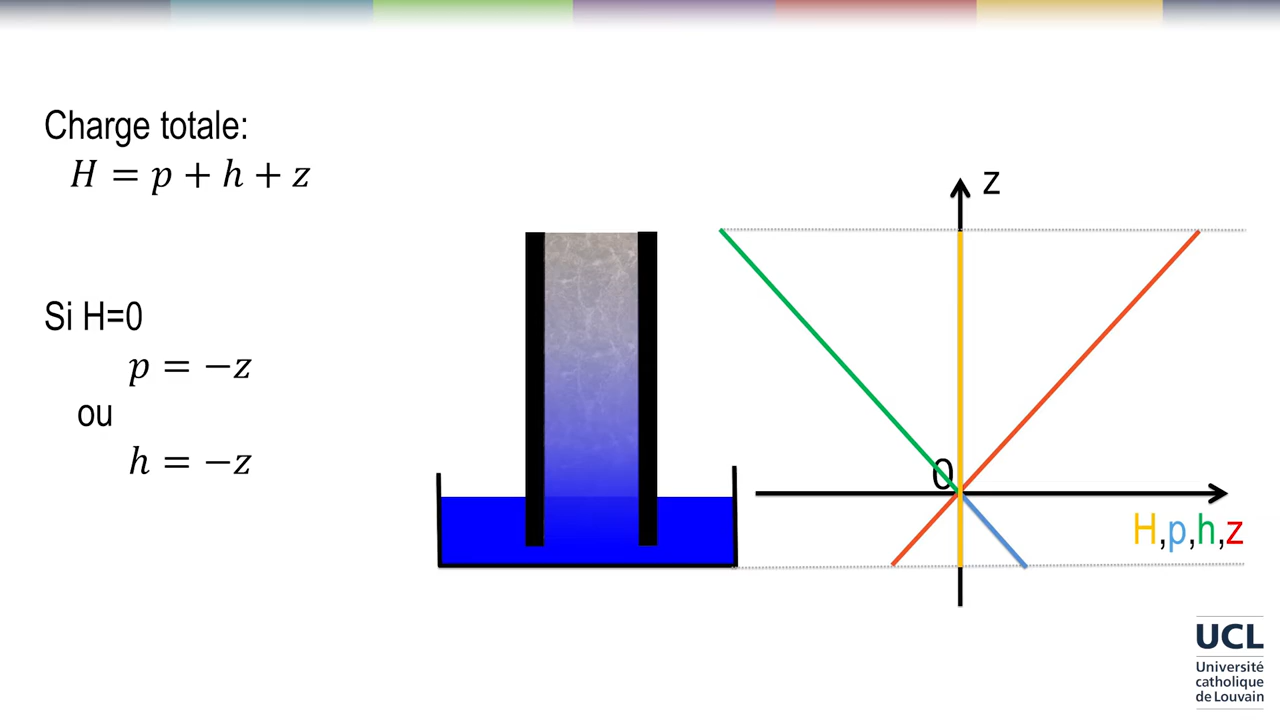 Charge totale:
H = p + h + z
Si H=0
p = −z
ou
h = −z
z
0
H,p,h,z
UCL
Université
catholique
de Louvain